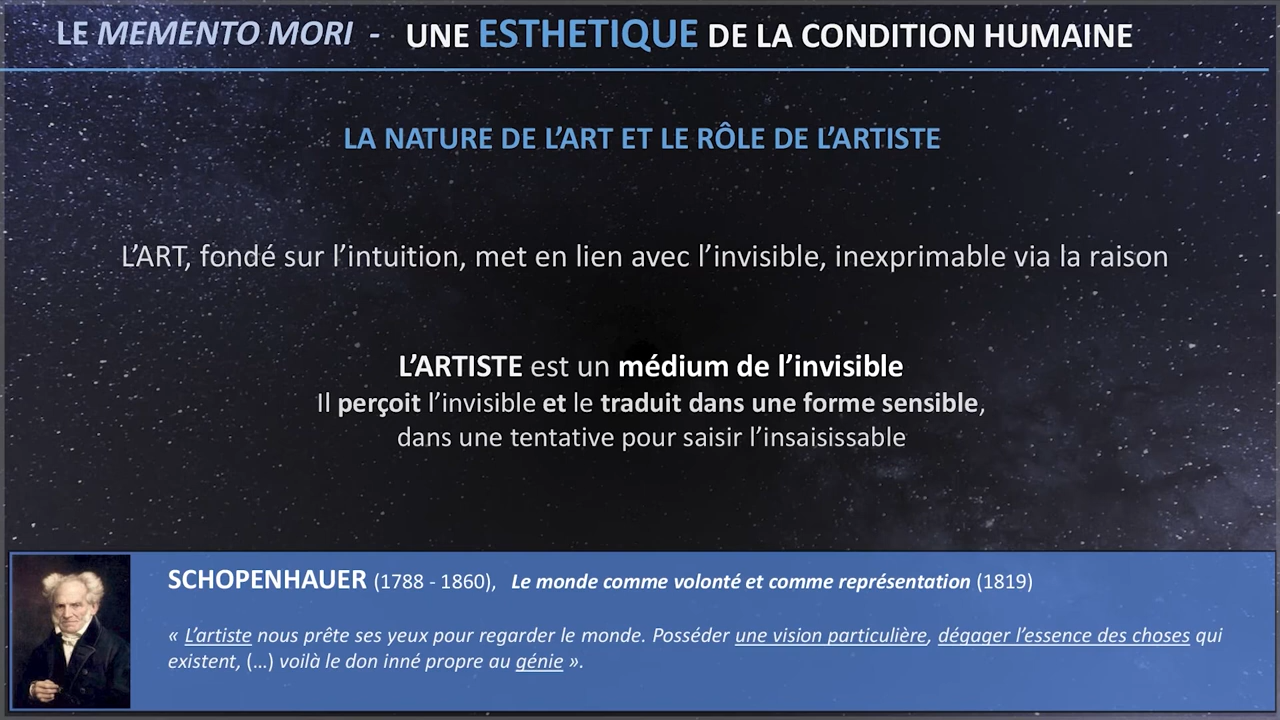 LE MEMENTO MORI - UNE ESTHETIQUE DE LA CONDITION HUMAINE
LA NATURE DE L’ART ET LE RÔLE DE L’ARTISTE
L’ART, fondé sur l’intuition, met en lien avec l’invisible, inexprimable via la raison
L’ARTISTE est un médium de l’invisible
Il perçoit l’invisible et le traduit dans une forme sensible,
dans une tentative pour saisir l’insaisissable
SCHOPENHAUER (1788 - 1860), Le monde comme volonté et comme représentation (1819)
« L’artiste nous prête ses yeux pour regarder le monde. Posséder une vision particulière, dégager l’essence des choses qui
existent, (…) voilà le don inné propre au génie ».